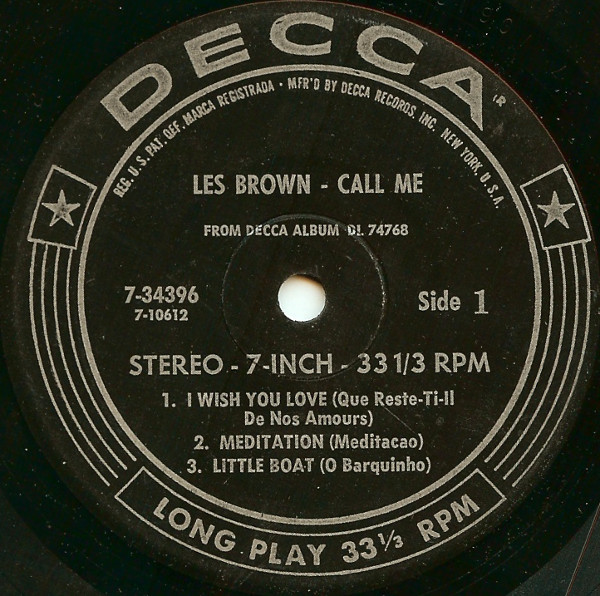 DECCA
®
REG. U.S. PAT. OFF. MARCA REGISTRADA • MFR'D BY DECCA RECORDS, INC. NEW YORK, U.S.A.
LES BROWN - CALL ME
FROM DECCA ALBUM DL 74768
7-34396
7-10612
Side 1
STEREO - 7-INCH - 33 1/3 RPM
1. I WISH YOU LOVE (Que Reste-Ti-Il
De Nos Amours)
2. MEDITATION (Meditacao)
3. LITTLE BOAT (O Barquinho)
LONG PLAY 33⅓ RPM